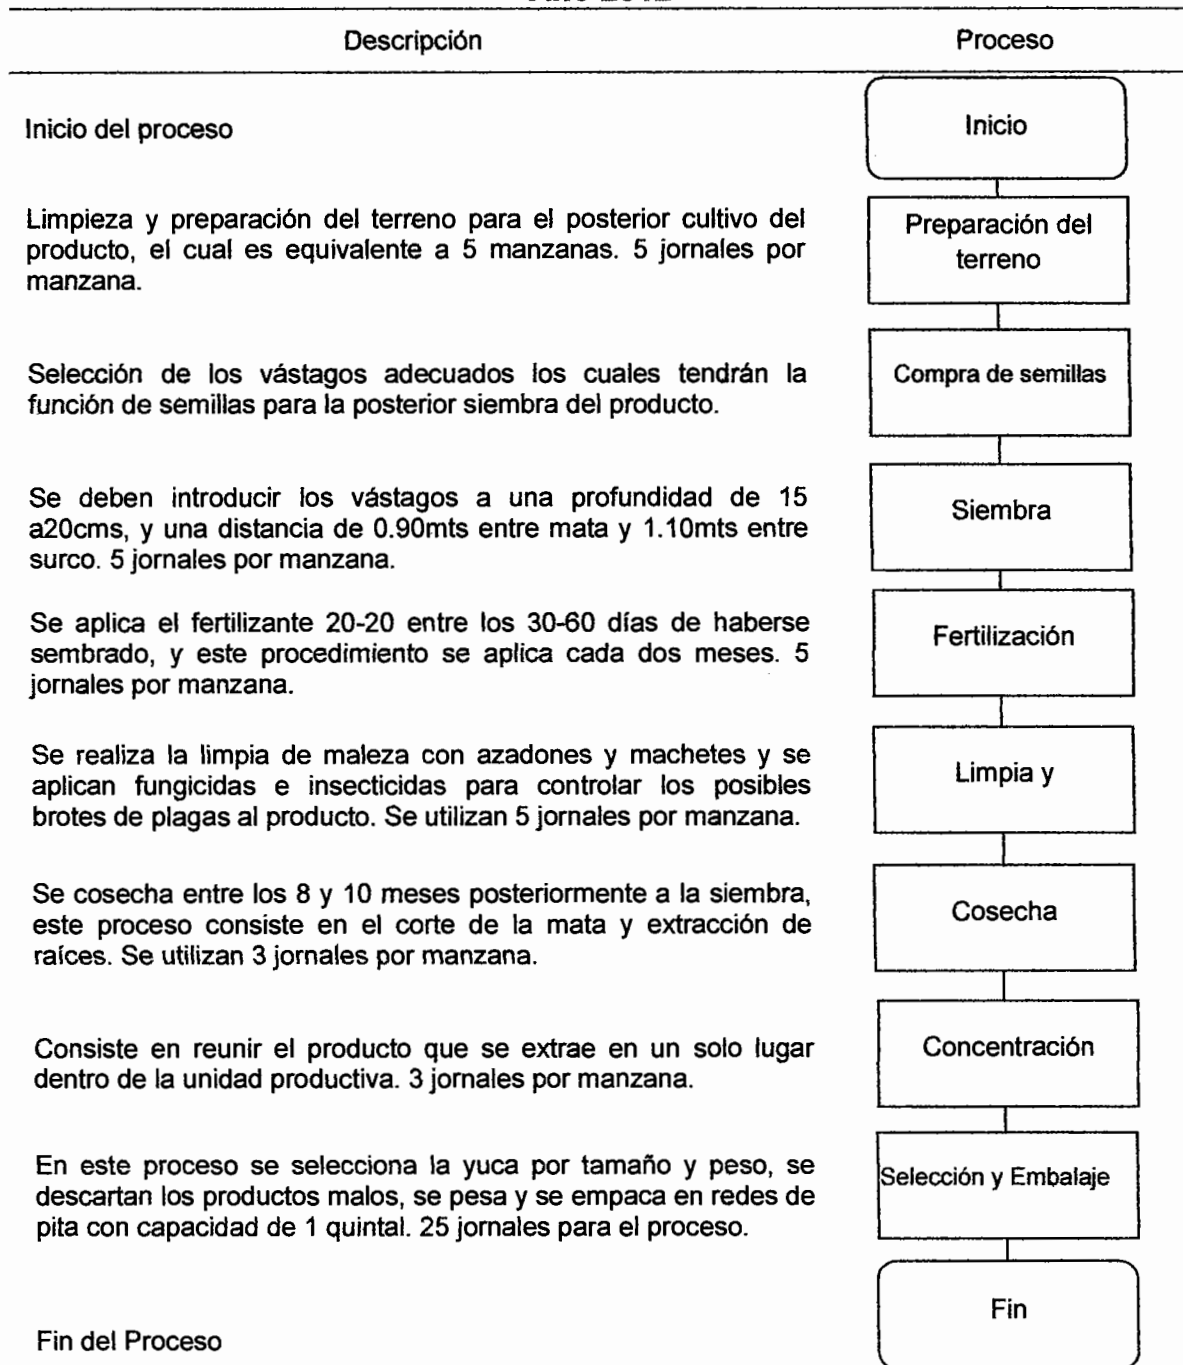 Descripción Proceso
Inicio del proceso
Inicio
Limpieza y preparación del terreno para el posterior cultivo del
producto, el cual es equivalente a 5 manzanas. 5 jornales por
manzana.
Preparación del
terreno
Selección de los vástagos adecuados los cuales tendrán la
función de semillas para la posterior siembra del producto.
Compra de semillas
Se deben introducir los vástagos a una profundidad de 15
a20cms, y una distancia de 0.90mts entre mata y 1.10mts entre
surco. 5 jornales por manzana.
Siembra
Se aplica el fertilizante 20-20 entre los 30-60 días de haberse
sembrado, y este procedimiento se aplica cada dos meses. 5
jornales por manzana.
Fertilización
Se realiza la limpia de maleza con azadones y machetes y se
aplican fungicidas e insecticidas para controlar los posibles
brotes de plagas al producto. Se utilizan 5 jornales por manzana.
Limpia y
Se cosecha entre los 8 y 10 meses posteriormente a la siembra,
este proceso consiste en el corte de la mata y extracción de
raíces. Se utilizan 3 jornales por manzana.
Cosecha
Consiste en reunir el producto que se extrae en un solo lugar
dentro de la unidad productiva. 3 jornales por manzana.
Concentración
En este proceso se selecciona la yuca por tamaño y peso, se
descartan los productos malos, se pesa y se empaca en redes de
pita con capacidad de 1 quintal. 25 jornales para el proceso.
Selección y Embalaje
Fin
Fin del Proceso